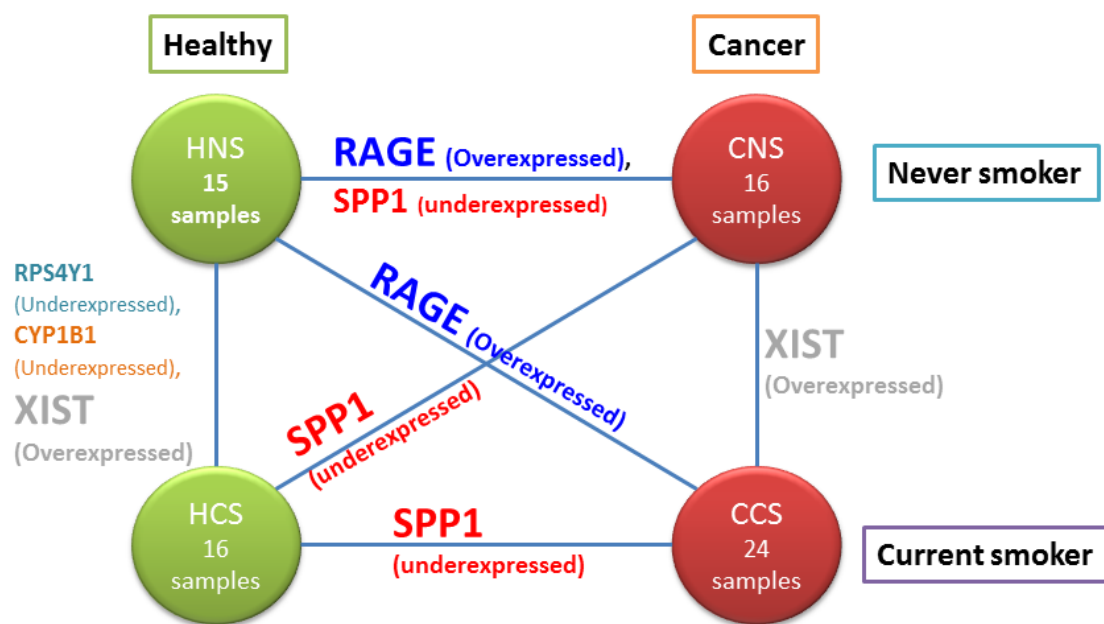 Healthy
Cancer
HNS
15
samples
RAGE (Overexpressed),
SPP1 (underexpressed)
CNS
16
samples
Never smoker
RPS4Y1
(Underexpressed),
CYP1B1
(Underexpressed),
XIST
(Overexpressed)
RAGE (Overexpressed)
SPP1
(underexpressed)
XIST
(Overexpressed)
HCS
16
samples
SPP1
(underexpressed)
CCS
24
samples
Current smoker